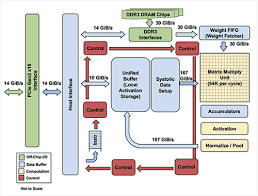 DDR3 DRAM Chips
30 GiB/s
14 GiB/s
14 GiB/s
DDR3
Interfaces
30 GiB/s
Weight FIFO
(Weight Fetcher)
Control
Control
30 GiB/s
PCIe Gen3 x16
Interface
Host Interface
10 GiB/s
Unified
Buffer
(Local
Activation
Storage)
167
GiB/s
Systolic
Data
Setup
Matrix Multiply
Unit
(64K per cycle)
Accumulators
Activation
Normalize / Pool
Instr
167 GiB/s
Control
Control
Off-Chip I/O
Data Buffer
Computation
Control
Not to Scale